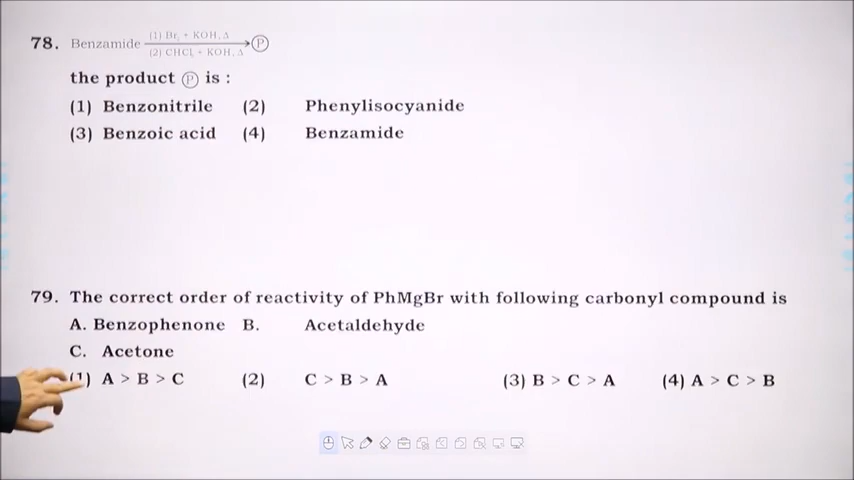 (1) Br₂ + KOH, Δ
78. Benzamide ⟶ Ⓟ
(2) CHCl₃ + KOH, Δ
the product Ⓟ is :
(1) Benzonitrile (2) Phenylisocyanide
(3) Benzoic acid (4) Benzamide
79. The correct order of reactivity of PhMgBr with following carbonyl compound is
A. Benzophenone B. Acetaldehyde
C. Acetone
(1) A > B > C (2) C > B > A (3) B > C > A (4) A > C > B